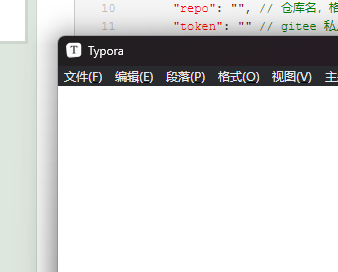 10 "repo": "", // 仓库名,
11 "token": "" // gitee 私
Typora
文件(F) 编辑(E) 段落(P) 格式(O) 视图(V) 主